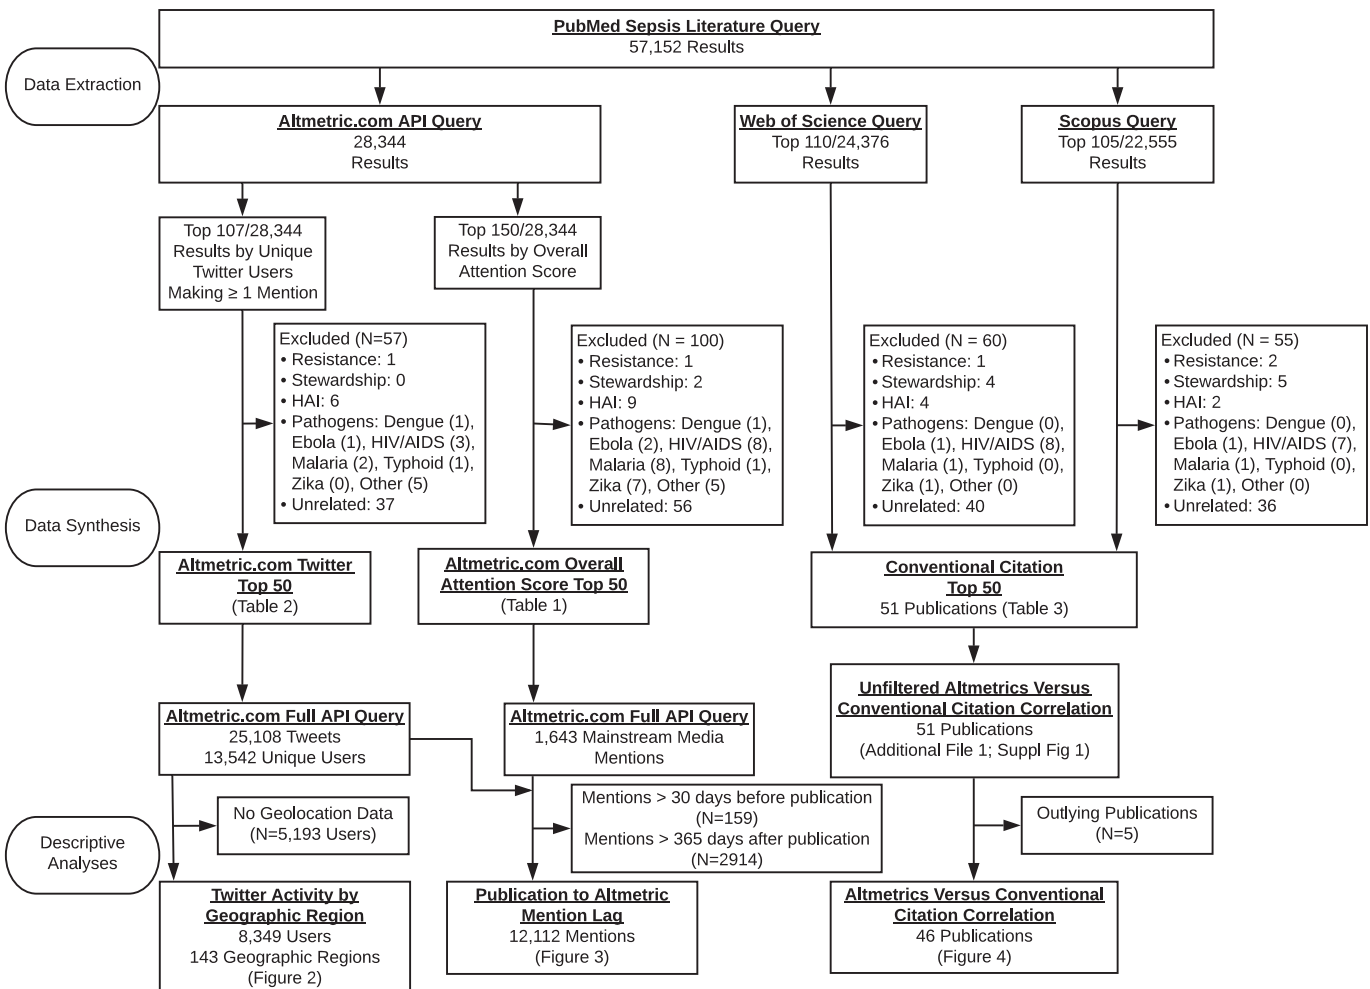 PubMed Sepsis Literature Query
57,152 Results
Data Extraction
Altmetric.com API Query
28,344
Results
Web of Science Query
Top 110/24,376
Results
Scopus Query
Top 105/22,555
Results
Top 107/28,344
Results by Unique
Twitter Users
Making ≥ 1 Mention
Top 150/28,344
Results by Overall
Attention Score
Excluded (N=57)
• Resistance: 1
• Stewardship: 0
• HAI: 6
• Pathogens: Dengue (1),
Ebola (1), HIV/AIDS (3),
Malaria (2), Typhoid (1),
Zika (0), Other (5)
• Unrelated: 37
Excluded (N = 100)
• Resistance: 1
• Stewardship: 2
• HAI: 9
• Pathogens: Dengue (1),
Ebola (2), HIV/AIDS (8),
Malaria (8), Typhoid (1),
Zika (7), Other (5)
• Unrelated: 56
Excluded (N = 60)
• Resistance: 1
• Stewardship: 4
• HAI: 4
• Pathogens: Dengue (0),
Ebola (1), HIV/AIDS (8),
Malaria (1), Typhoid (0),
Zika (1), Other (0)
• Unrelated: 40
Excluded (N = 55)
• Resistance: 2
• Stewardship: 5
• HAI: 2
• Pathogens: Dengue (0),
Ebola (1), HIV/AIDS (7),
Malaria (1), Typhoid (0),
Zika (1), Other (0)
• Unrelated: 36
Data Synthesis
Altmetric.com Twitter
Top 50
(Table 2)
Altmetric.com Overall
Attention Score Top 50
(Table 1)
Conventional Citation
Top 50
51 Publications (Table 3)
Altmetric.com Full API Query
25,108 Tweets
13,542 Unique Users
Altmetric.com Full API Query
1,643 Mainstream Media
Mentions
Unfiltered Altmetrics Versus
Conventional Citation Correlation
51 Publications
(Additional File 1; Suppl Fig 1)
Descriptive
Analyses
No Geolocation Data
(N=5,193 Users)
Mentions > 30 days before publication
(N=159)
Mentions > 365 days after publication
(N=2914)
Outlying Publications
(N=5)
Twitter Activity by
Geographic Region
8,349 Users
143 Geographic Regions
(Figure 2)
Publication to Altmetric
Mention Lag
12,112 Mentions
(Figure 3)
Altmetrics Versus Conventional
Citation Correlation
46 Publications
(Figure 4)